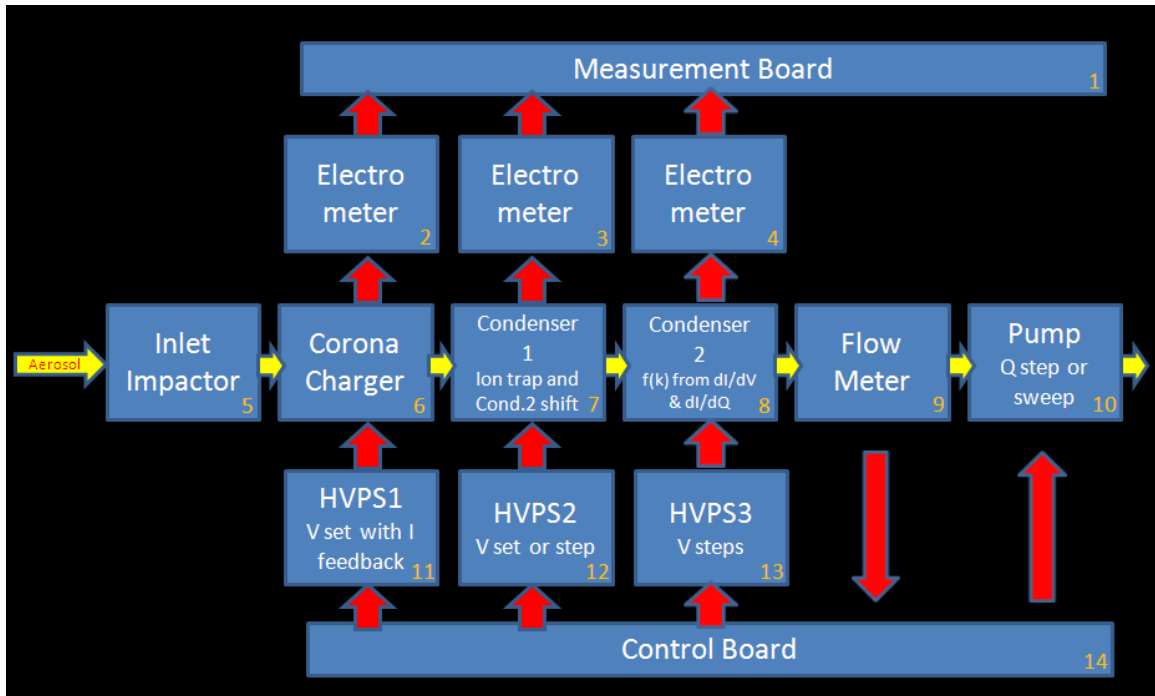 Measurement Board
1
Electro
meter
2
Electro
meter
3
Electro
meter
4
Aerosol
Inlet
Impactor
5
Corona
Charger
6
Condenser
1
Ion trap and
Cond.2 shift
7
Condenser
2
f(k) from dI/dV
& dI/dQ
8
Flow
Meter
9
Pump
Q step or
sweep
10
HVPS1
V set with I
feedback
11
HVPS2
V set or step
12
HVPS3
V steps
13
Control Board
14